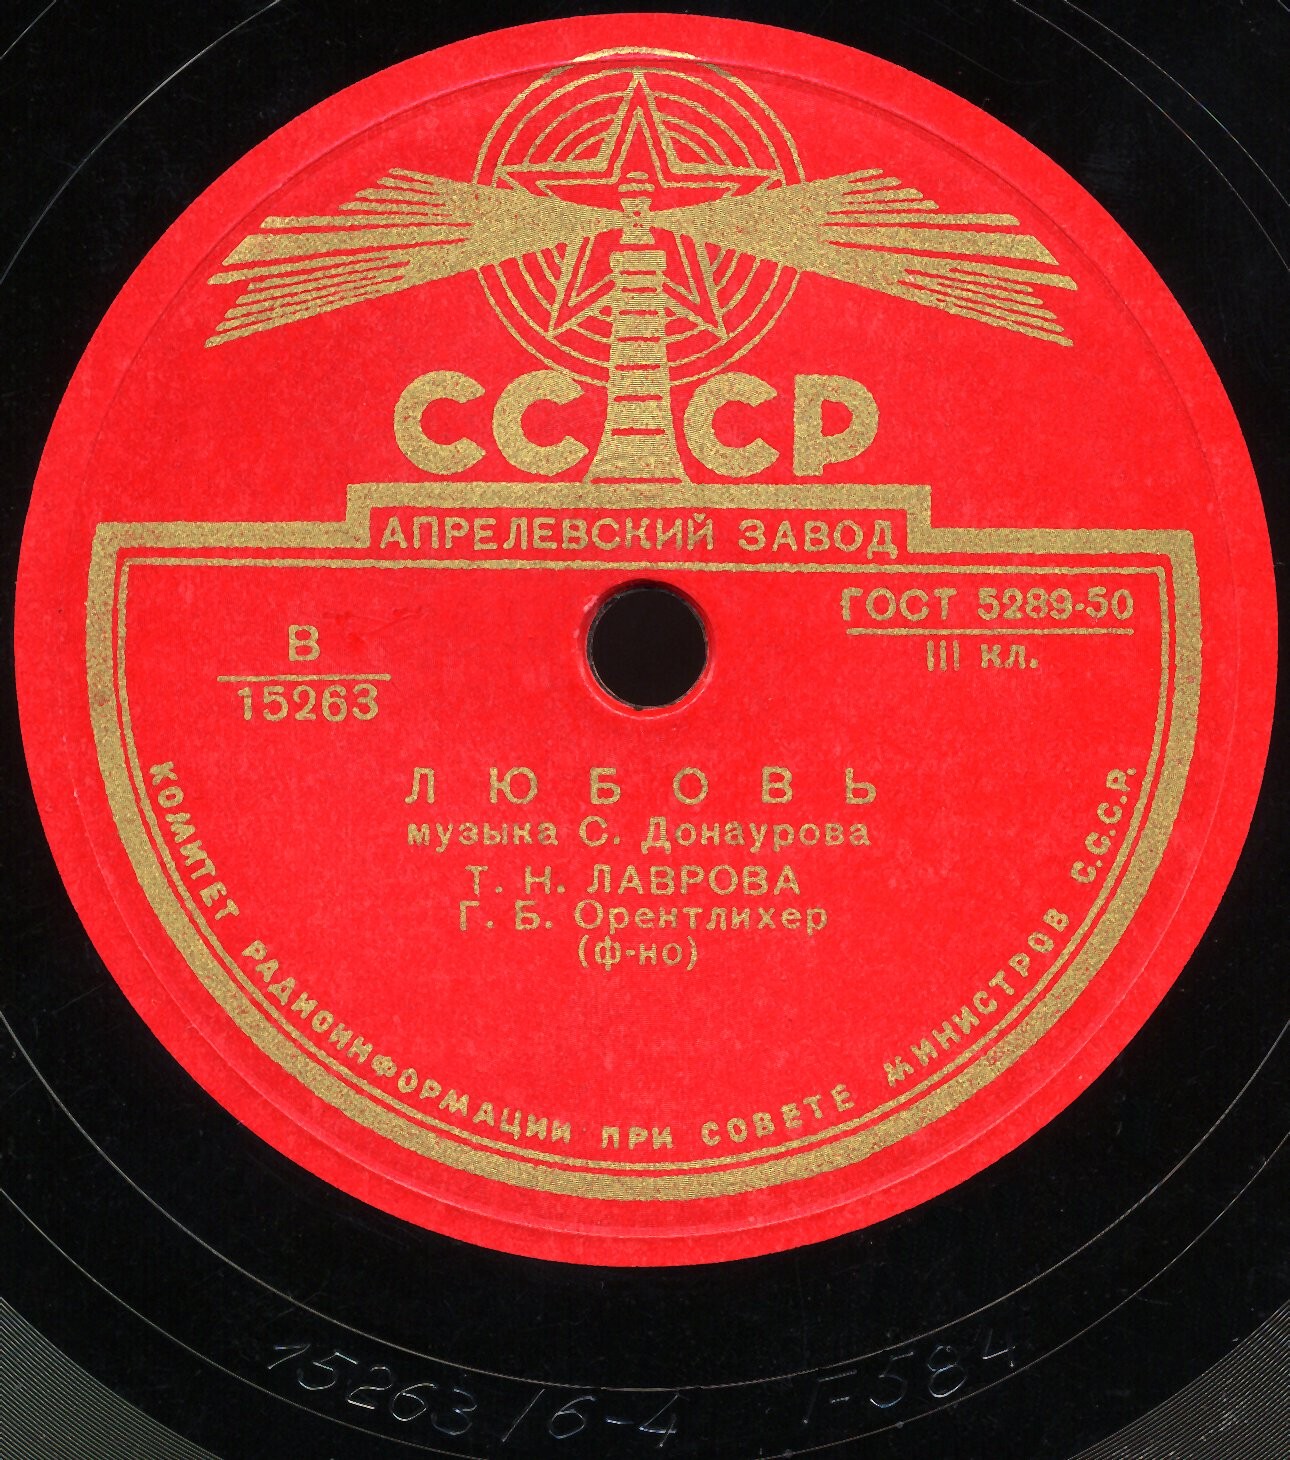 СССР
АПРЕЛЕВСКИЙ ЗАВОД
В
15263
ГОСТ 5289-50
III кл.
ЛЮБОВЬ
музыка С. Донаурова
Т. Н. ЛАВРОВА
Г. Б. Орентлихер
(ф-но)
КОМИТЕТ РАДИОИНФОРМАЦИИ ПРИ СОВЕТЕ МИНИСТРОВ С.С.С.Р.
15263/6-4 Г-584